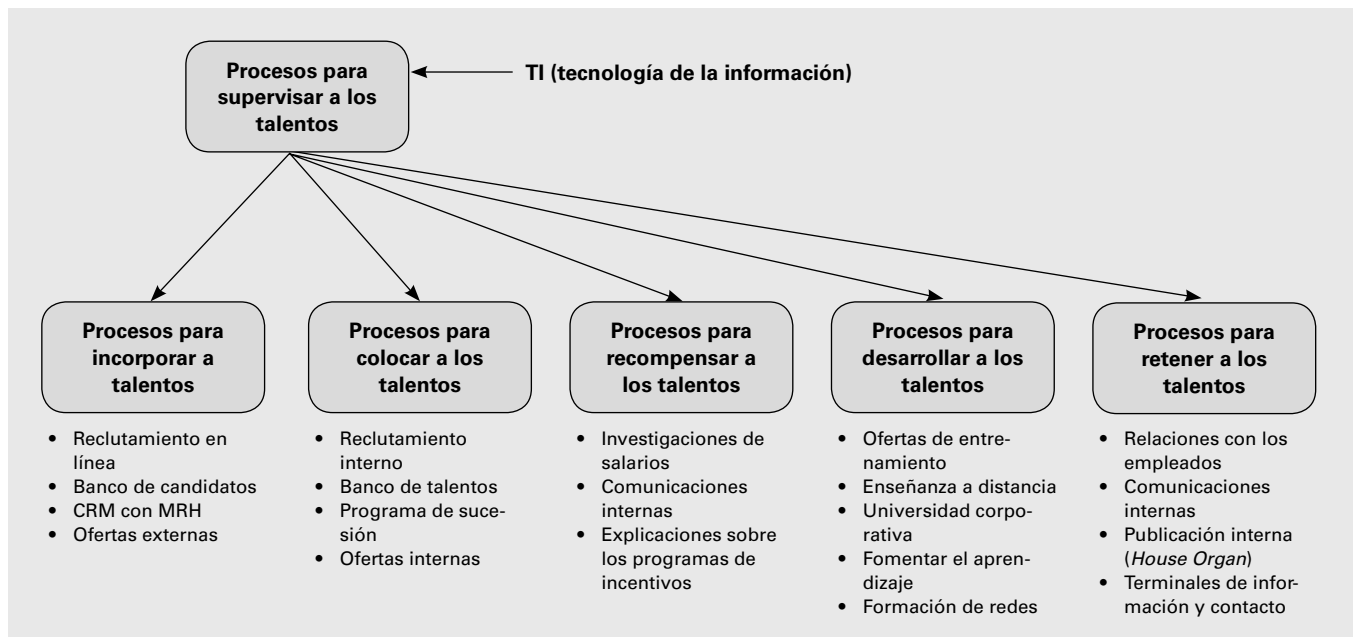 Procesos para
supervisar a los
talentos
TI (tecnología de la información)
Procesos para
incorporar a
talentos
• Reclutamiento en
línea
• Banco de candidatos
• CRM con MRH
• Ofertas externas
Procesos para
colocar a los
talentos
• Reclutamiento
interno
• Banco de talentos
• Programa de suce-
sión
• Ofertas internas
Procesos para
recompensar a
los talentos
• Investigaciones de
salarios
• Comunicaciones
internas
• Explicaciones sobre
los programas de
incentivos
Procesos para
desarrollar a los
talentos
• Ofertas de entre-
namiento
• Enseñanza a distancia
• Universidad corpo-
rativa
• Fomentar el apren-
dizaje
• Formación de redes
Procesos para
retener a los
talentos
• Relaciones con los
empleados
• Comunicaciones
internas
• Publicación interna
(House Organ)
• Terminales de infor-
mación y contacto